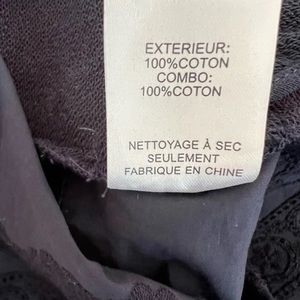 EXTERIEUR:
100%COTON
COMBO:
100%COTON
NETTOYAGE À SEC
SEULEMENT
FABRIQUE EN CHINE